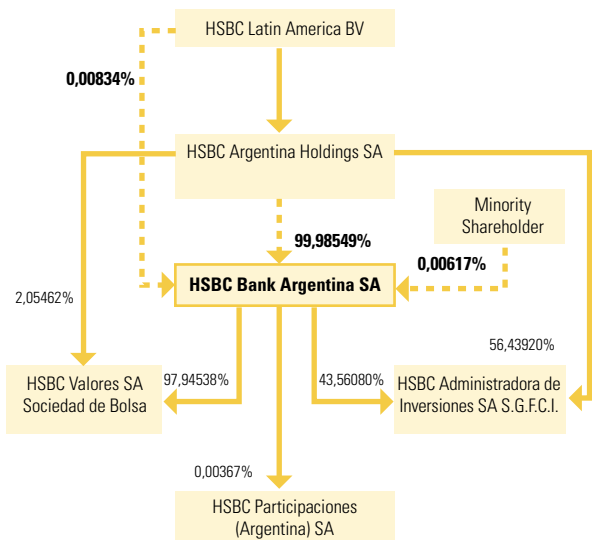 HSBC Latin America BV
0,00834%
HSBC Argentina Holdings SA
Minority
Shareholder
99,98549%
0,00617%
HSBC Bank Argentina SA
2,05462%
56,43920%
97,94538%
43,56080%
HSBC Valores SA
Sociedad de Bolsa
HSBC Administradora de
Inversiones SA S.G.F.C.I.
0,00367%
HSBC Participaciones
(Argentina) SA